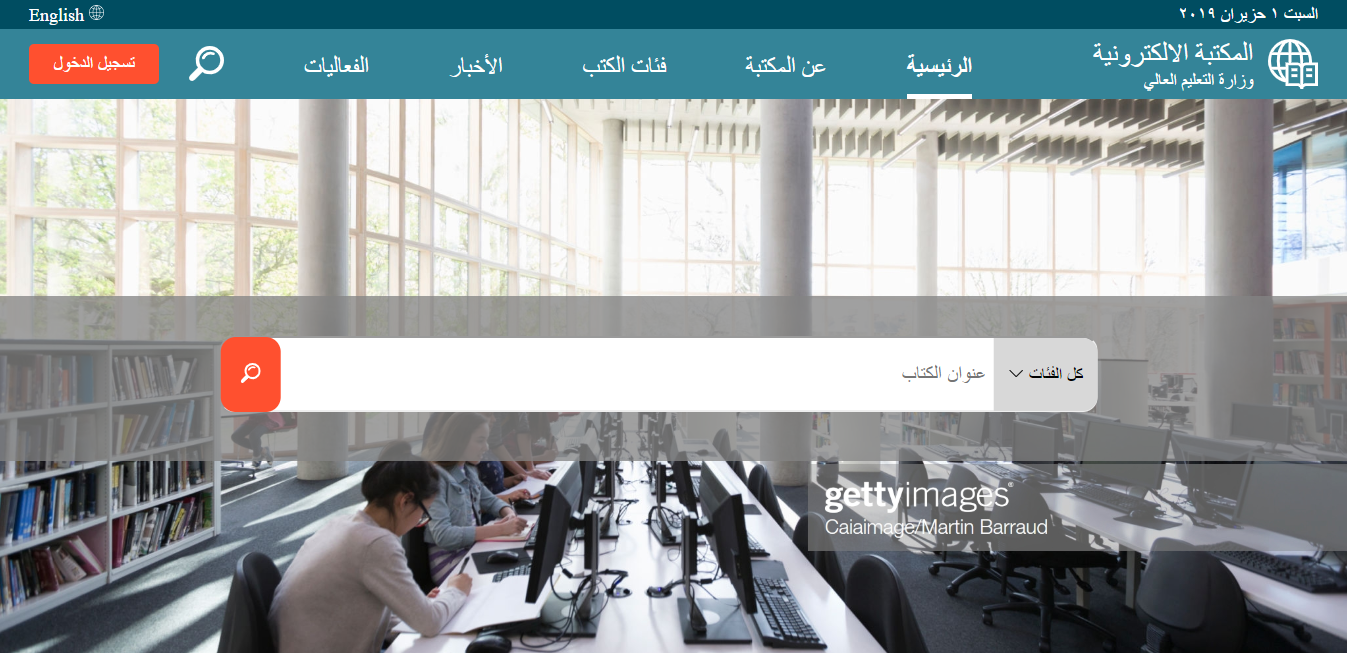 السبت ١ حزيران ٢٠١٩
English
المكتبة الالكترونية
وزارة التعليم العالي
الرئيسية
عن المكتبة
فئات الكتب
الأخبار
الفعاليات
تسجيل الدخول
كل الفئات
عنوان الكتاب
gettyimages®
Caiaimage/Martin Barraud